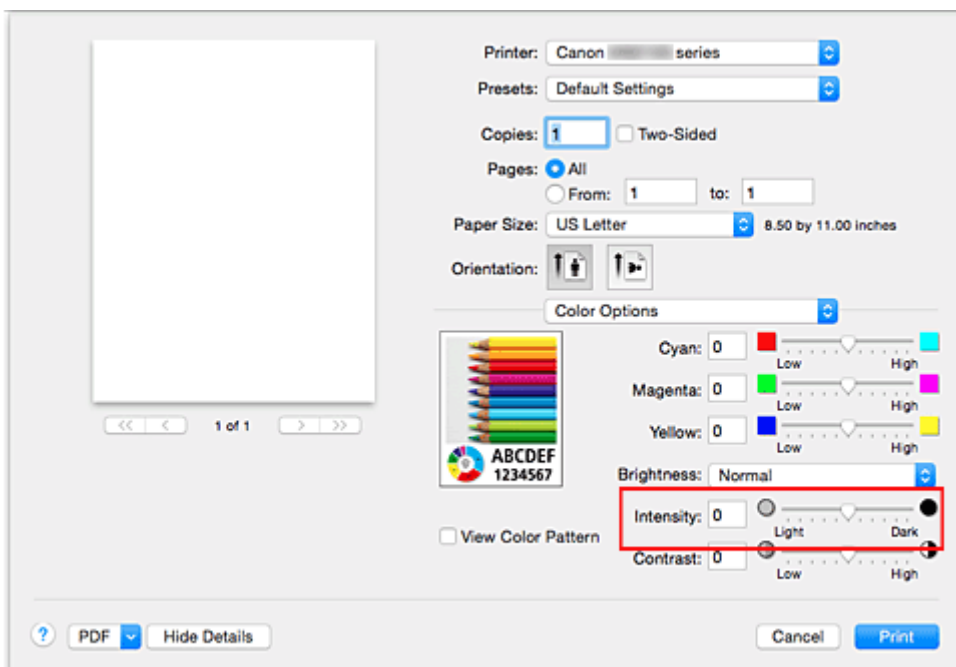 Printer: Canon series
Presets: Default Settings
Copies: 1 Two-Sided
Pages: All
From: 1 to: 1
Paper Size: US Letter 8.50 by 11.00 inches
Orientation:
Color Options
Cyan: 0
Low High
Magenta: 0
Low High
Yellow: 0
Low High
Brightness: Normal
Intensity: 0
Light Dark
Contrast: 0
Low High
ABCDEF
1234567
View Color Pattern
<< < 1 of 1 > >>
? PDF Hide Details Cancel Print